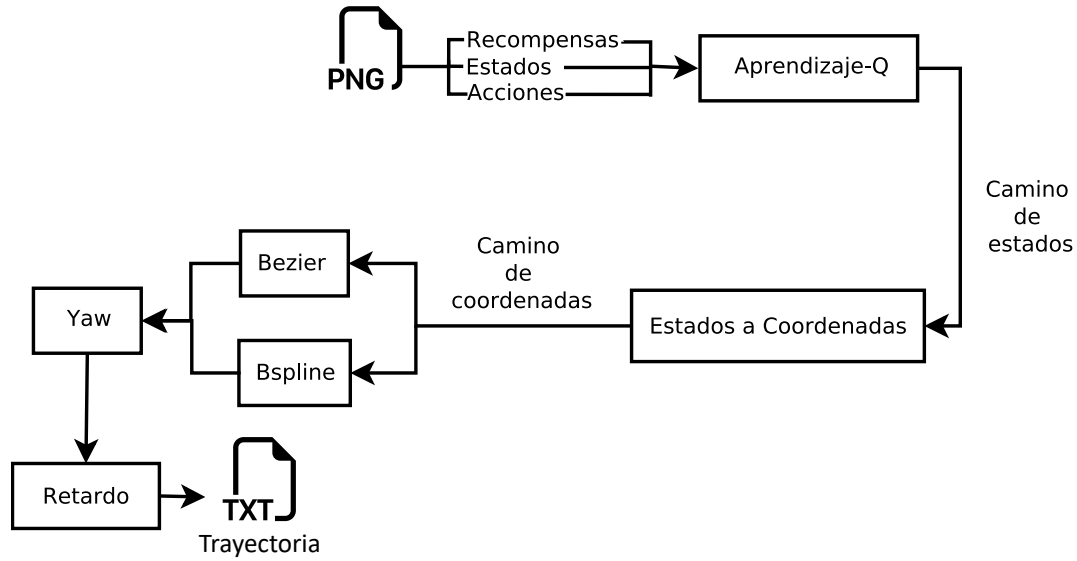 PNG
Recompensas
Estados
Acciones
Aprendizaje-Q
Camino
de
estados
Estados a Coordenadas
Camino
de
coordenadas
Bezier
Bspline
Yaw
Retardo
TXT
Trayectoria